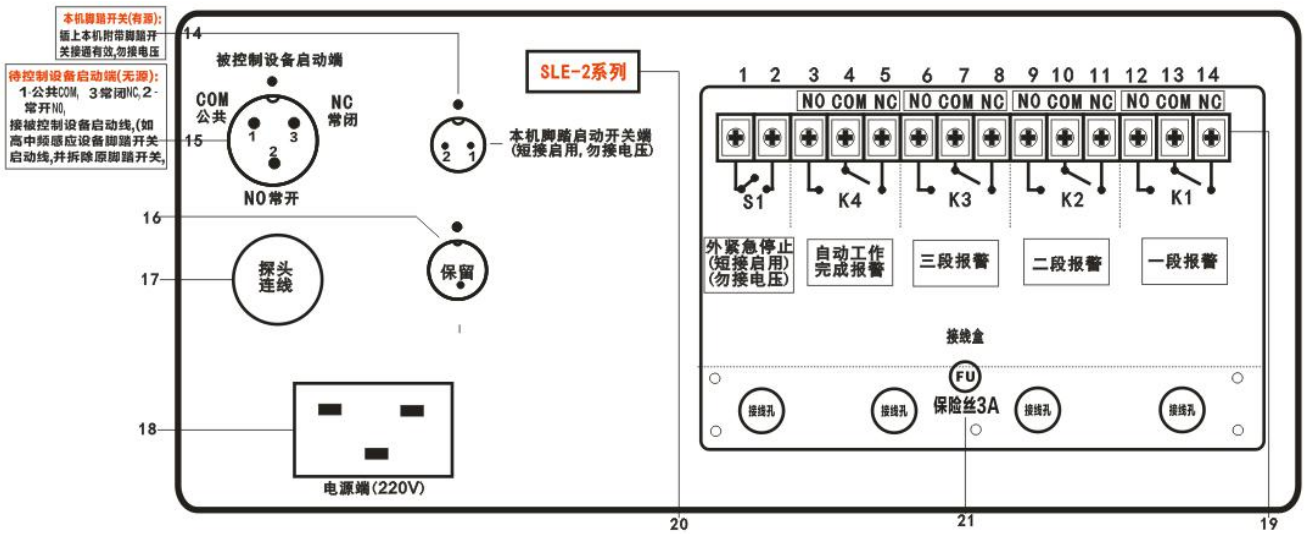 本机脚踏开关(有源):
插上本机附带脚踏开
关接通有效,勿接电压
14
待控制设备启动端(无源):
1-公共COM, 3-常闭NC, 2-
常开NO,
接被控制设备启动线,(如
高中频感应设备脚踏开关
启动线,并拆除原脚踏开关,
15
被控制设备启动端
COM
公共
NC
常闭
1 3
2
NO常开
2 1
本机脚踏启动开关端
(短接启用,勿接电压)
SLE-2系列
16
保留
17
探头
连线
18
电源端(220V)
1 2 3 4 5 6 7 8 9 10 11 12 13 14
NO COM NC NO COM NC NO COM NC NO COM NC
S1 K4 K3 K2 K1
外紧急停止
(短接启用)
(勿接电压)
自动工作
完成报警
三段报警
二段报警
一段报警
接线盒
FU
保险丝3A
接线孔 接线孔 接线孔 接线孔
20
21
19